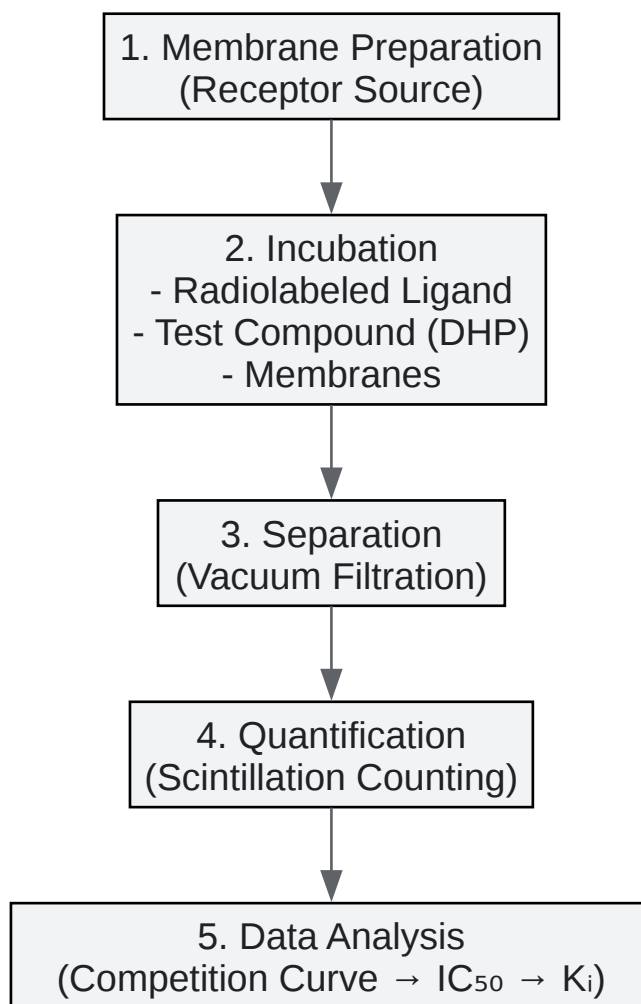 1. Membrane Preparation
(Receptor Source)
2. Incubation
- Radiolabeled Ligand
- Test Compound (DHP)
- Membranes
3. Separation
(Vacuum Filtration)
4. Quantification
(Scintillation Counting)
5. Data Analysis
(Competition Curve → IC₅₀ → Kᵢ)